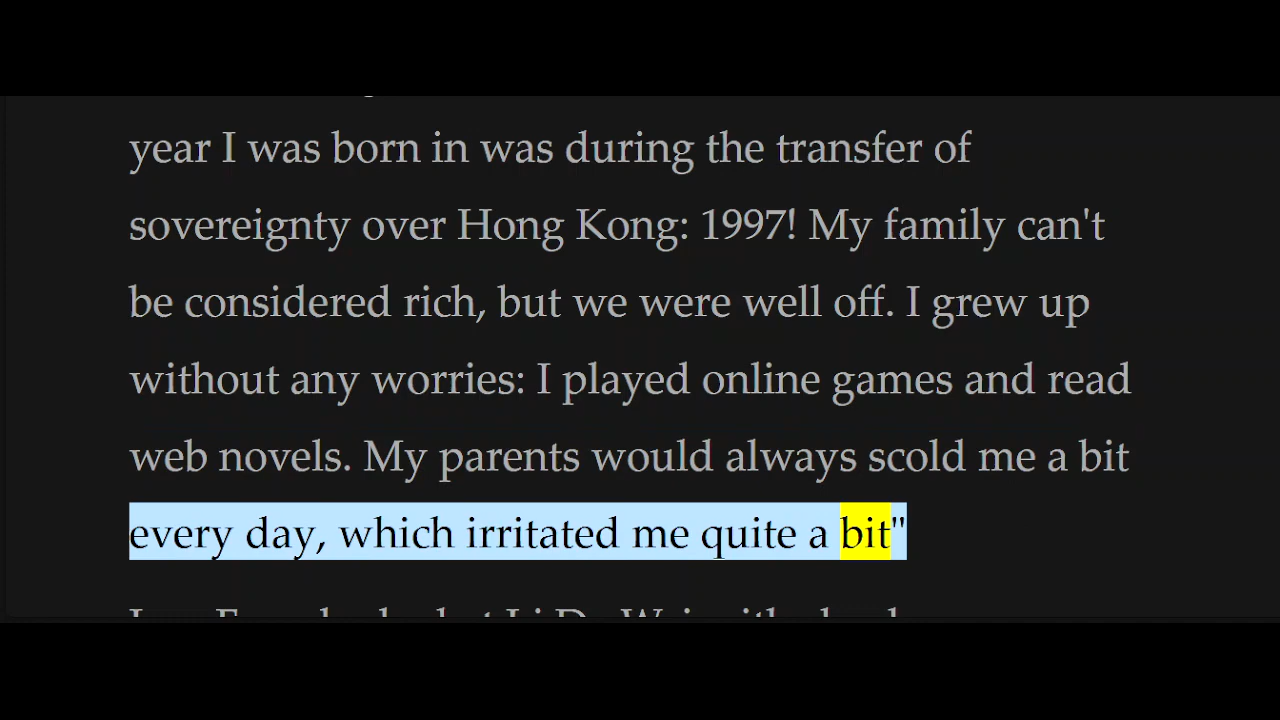 year I was born in was during the transfer of
sovereignty over Hong Kong: 1997! My family can't
be considered rich, but we were well off. I grew up
without any worries: I played online games and read
web novels. My parents would always scold me a bit
every day, which irritated me quite a bit"